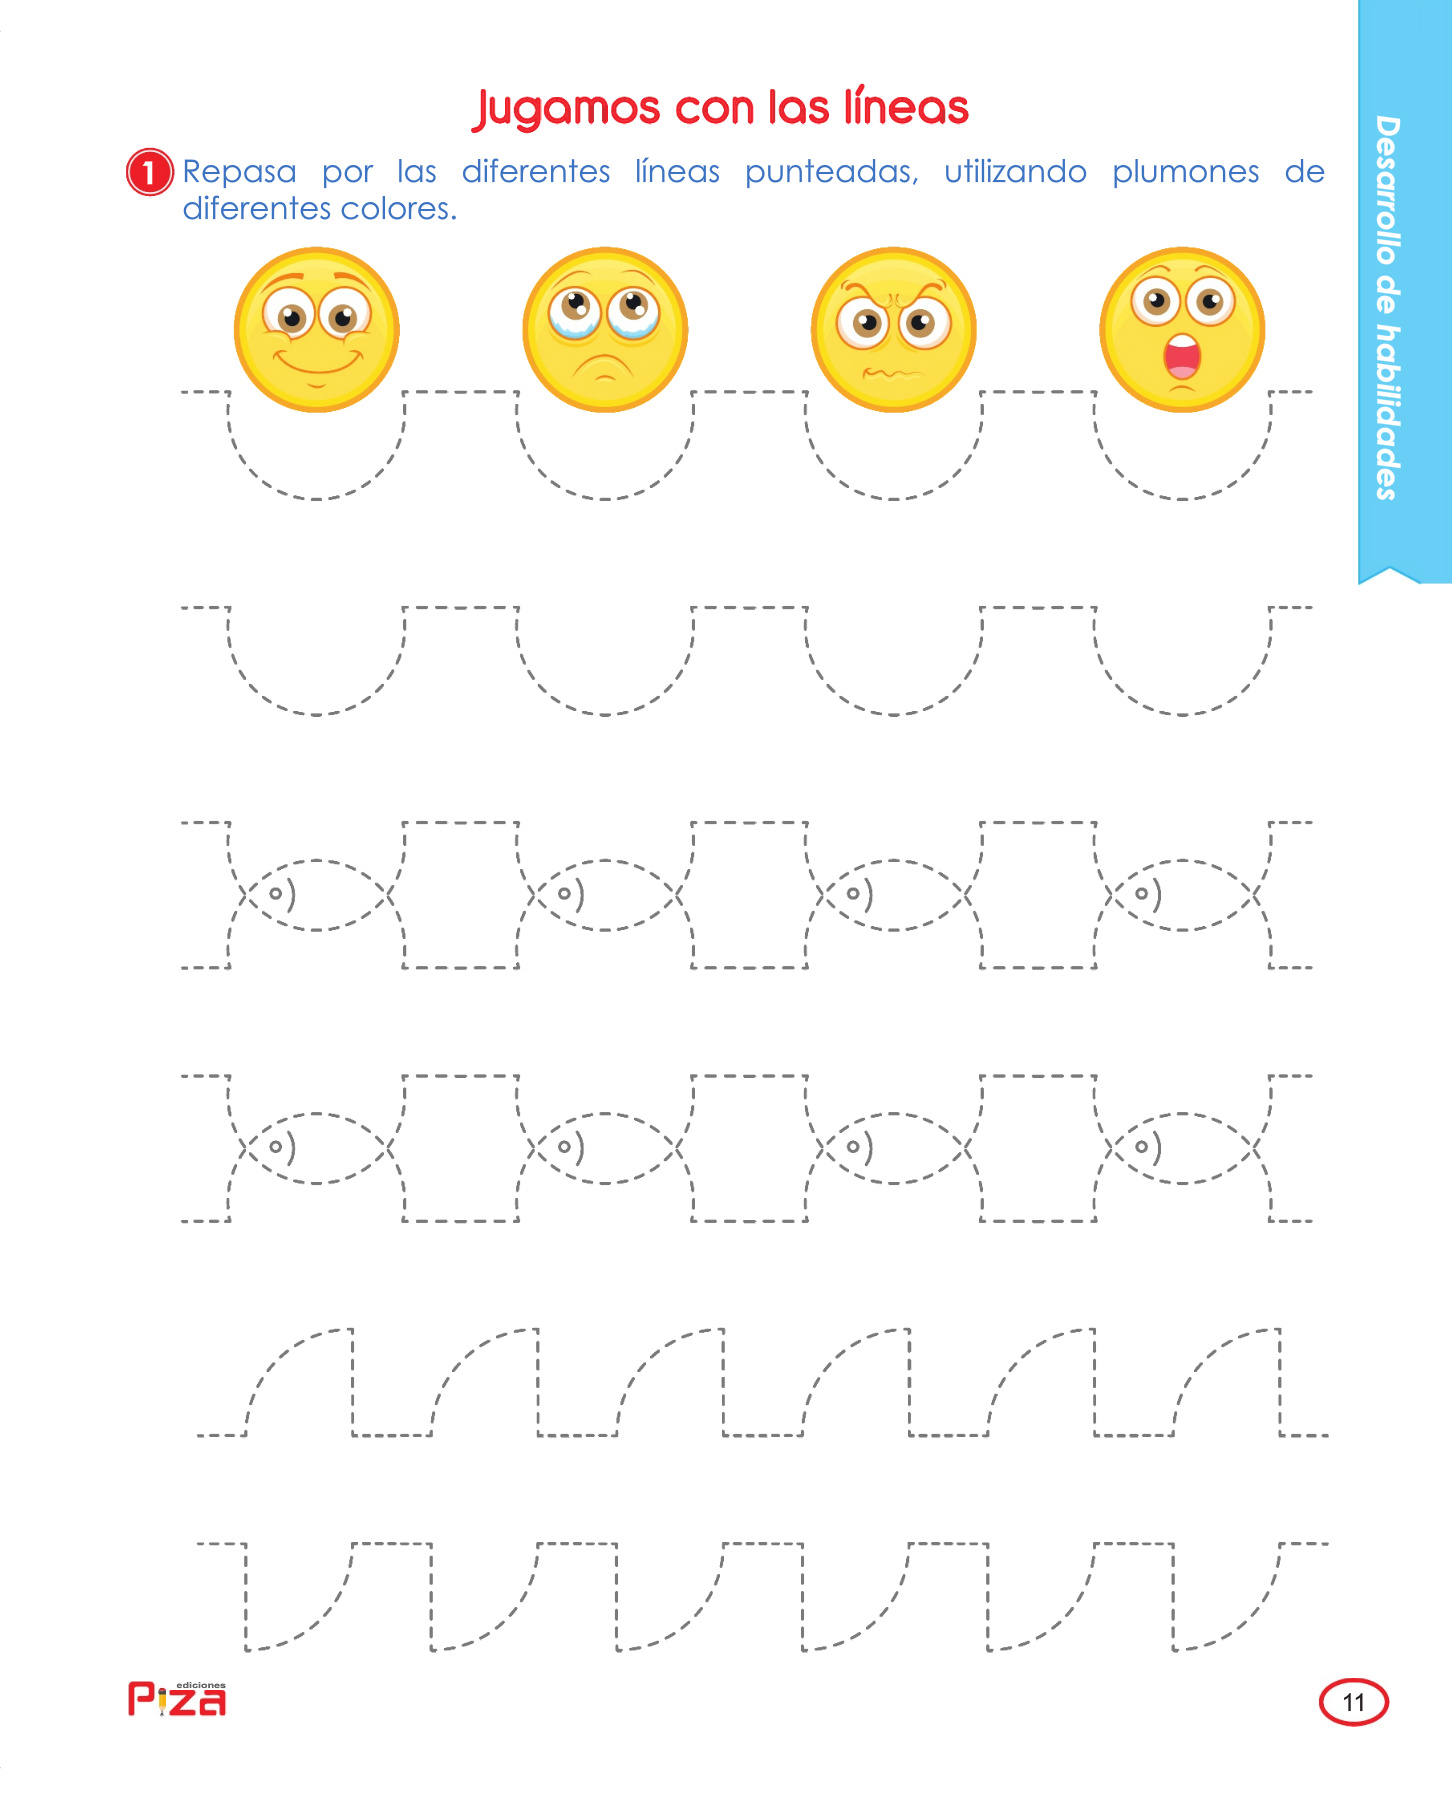 Jugamos con las líneas
1 Repasa por las diferentes líneas punteadas, utilizando plumones de
diferentes colores.
Desarrollo de habilidades
ediciones
Piza
11